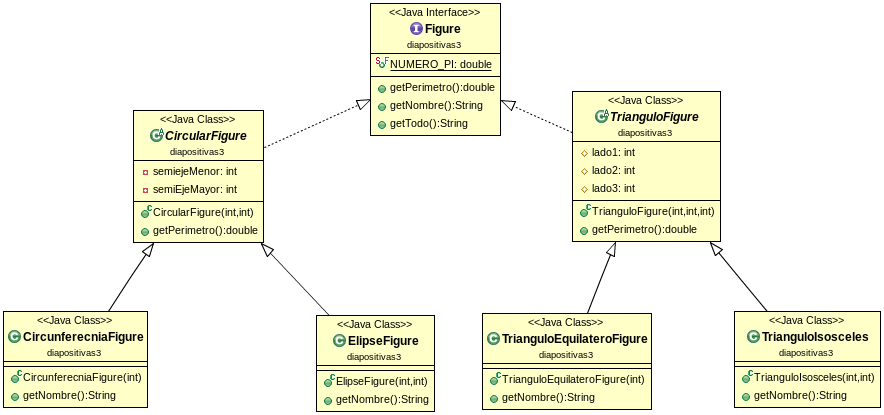 <<Java Interface>>
Figure
diapositivas3
NUMERO_PI: double
getPerimetro():double
getNombre():String
getTodo():String
<<Java Class>>
CircularFigure
diapositivas3
semiejeMenor: int
semiEjeMayor: int
CircularFigure(int,int)
getPerimetro():double
<<Java Class>>
TrianguloFigure
diapositivas3
lado1: int
lado2: int
lado3: int
TrianguloFigure(int,int,int)
getPerimetro():double
<<Java Class>>
CircunferecniaFigure
diapositivas3
CircunferecniaFigure(int)
getNombre():String
<<Java Class>>
ElipseFigure
diapositivas3
ElipseFigure(int,int)
getNombre():String
<<Java Class>>
TrianguloEquilateroFigure
diapositivas3
TrianguloEquilateroFigure(int)
getNombre():String
<<Java Class>>
TrianguloIsosceles
diapositivas3
TrianguloIsosceles(int,int)
getNombre():String